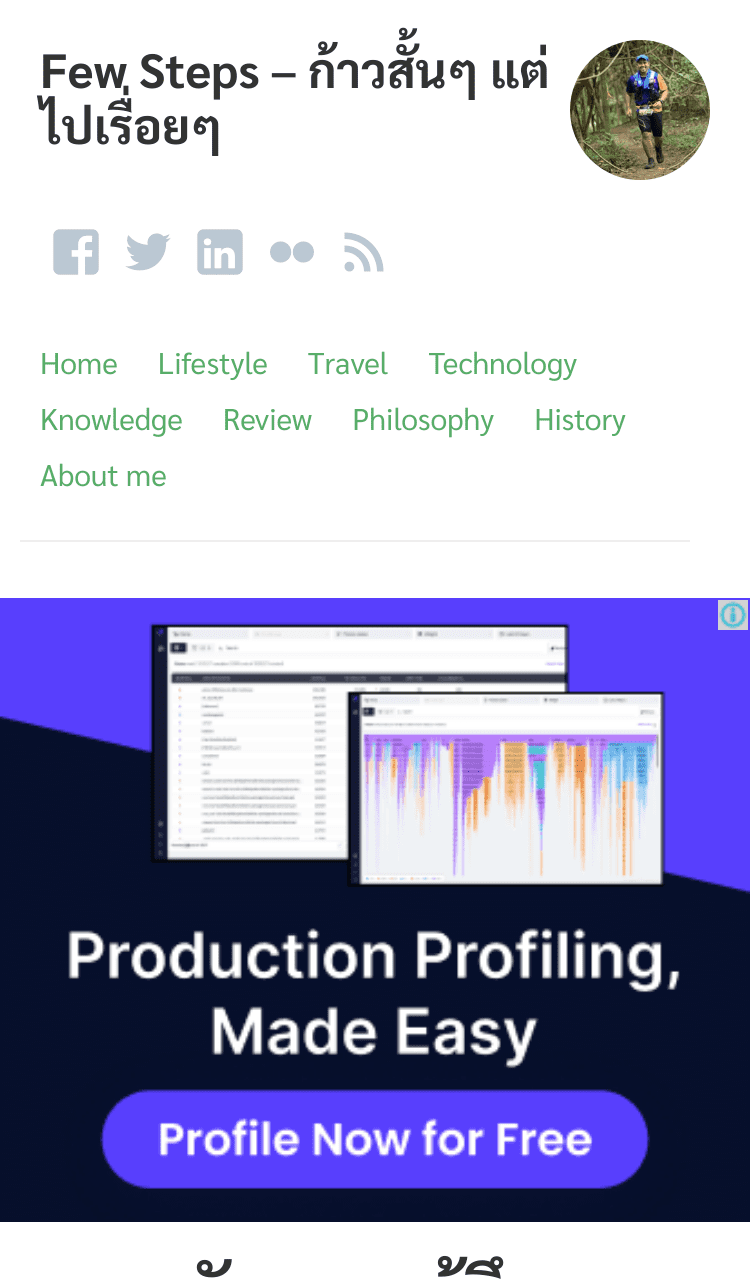 Few Steps – ก้าวสั้นๆ แต่
ไปเรื่อยๆ
Home Lifestyle Travel Technology
Knowledge Review Philosophy History
About me
Production Profiling,
Made Easy
Profile Now for Free